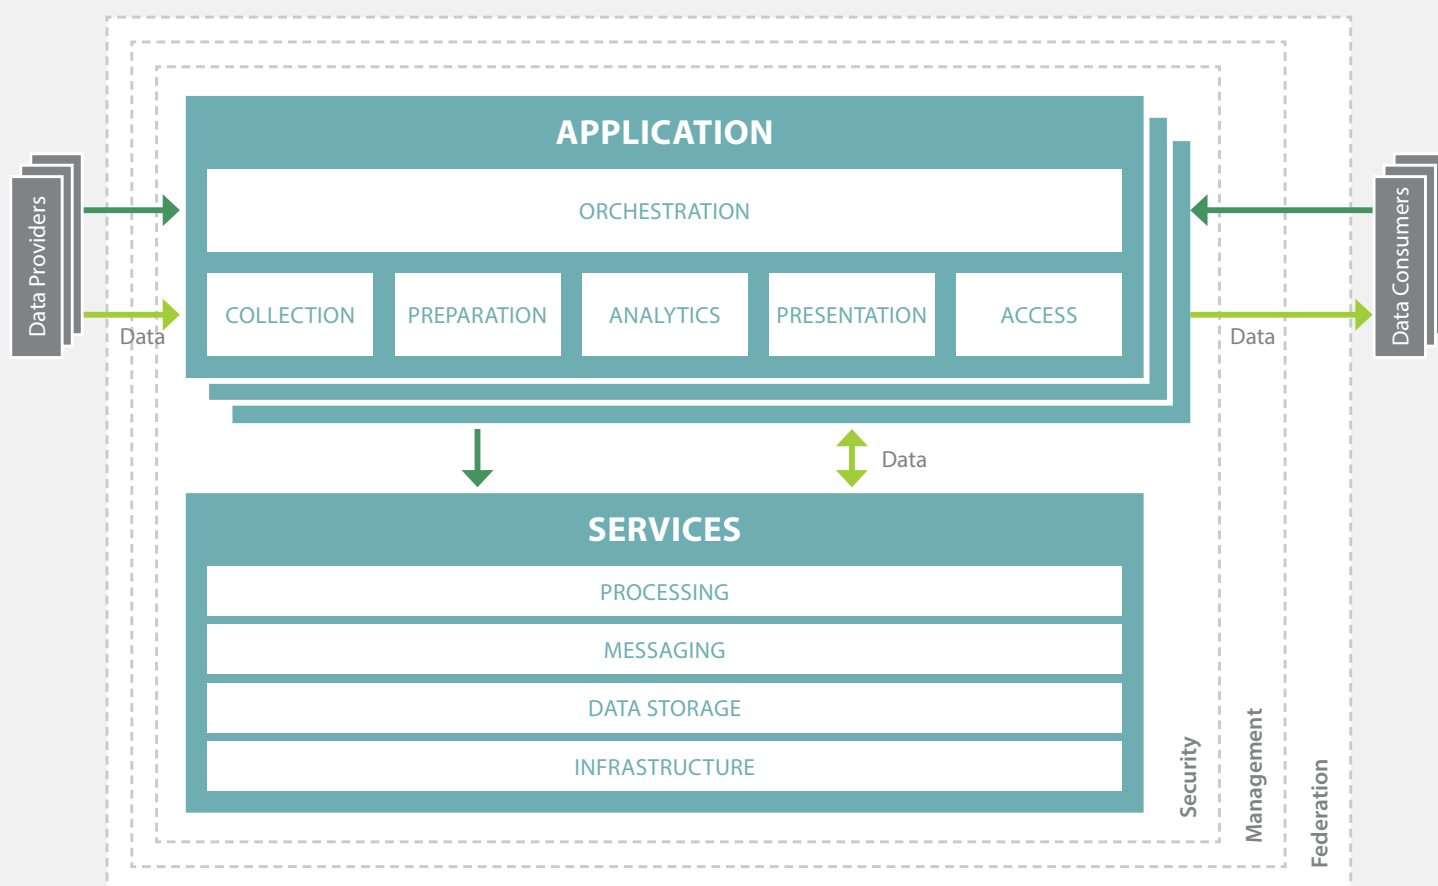 APPLICATION
ORCHESTRATION
COLLECTION
PREPARATION
ANALYTICS
PRESENTATION
ACCESS
Data Providers
Data
Data Consumers
Data
Data
SERVICES
PROCESSING
MESSAGING
DATA STORAGE
INFRASTRUCTURE
Security
Management
Federation